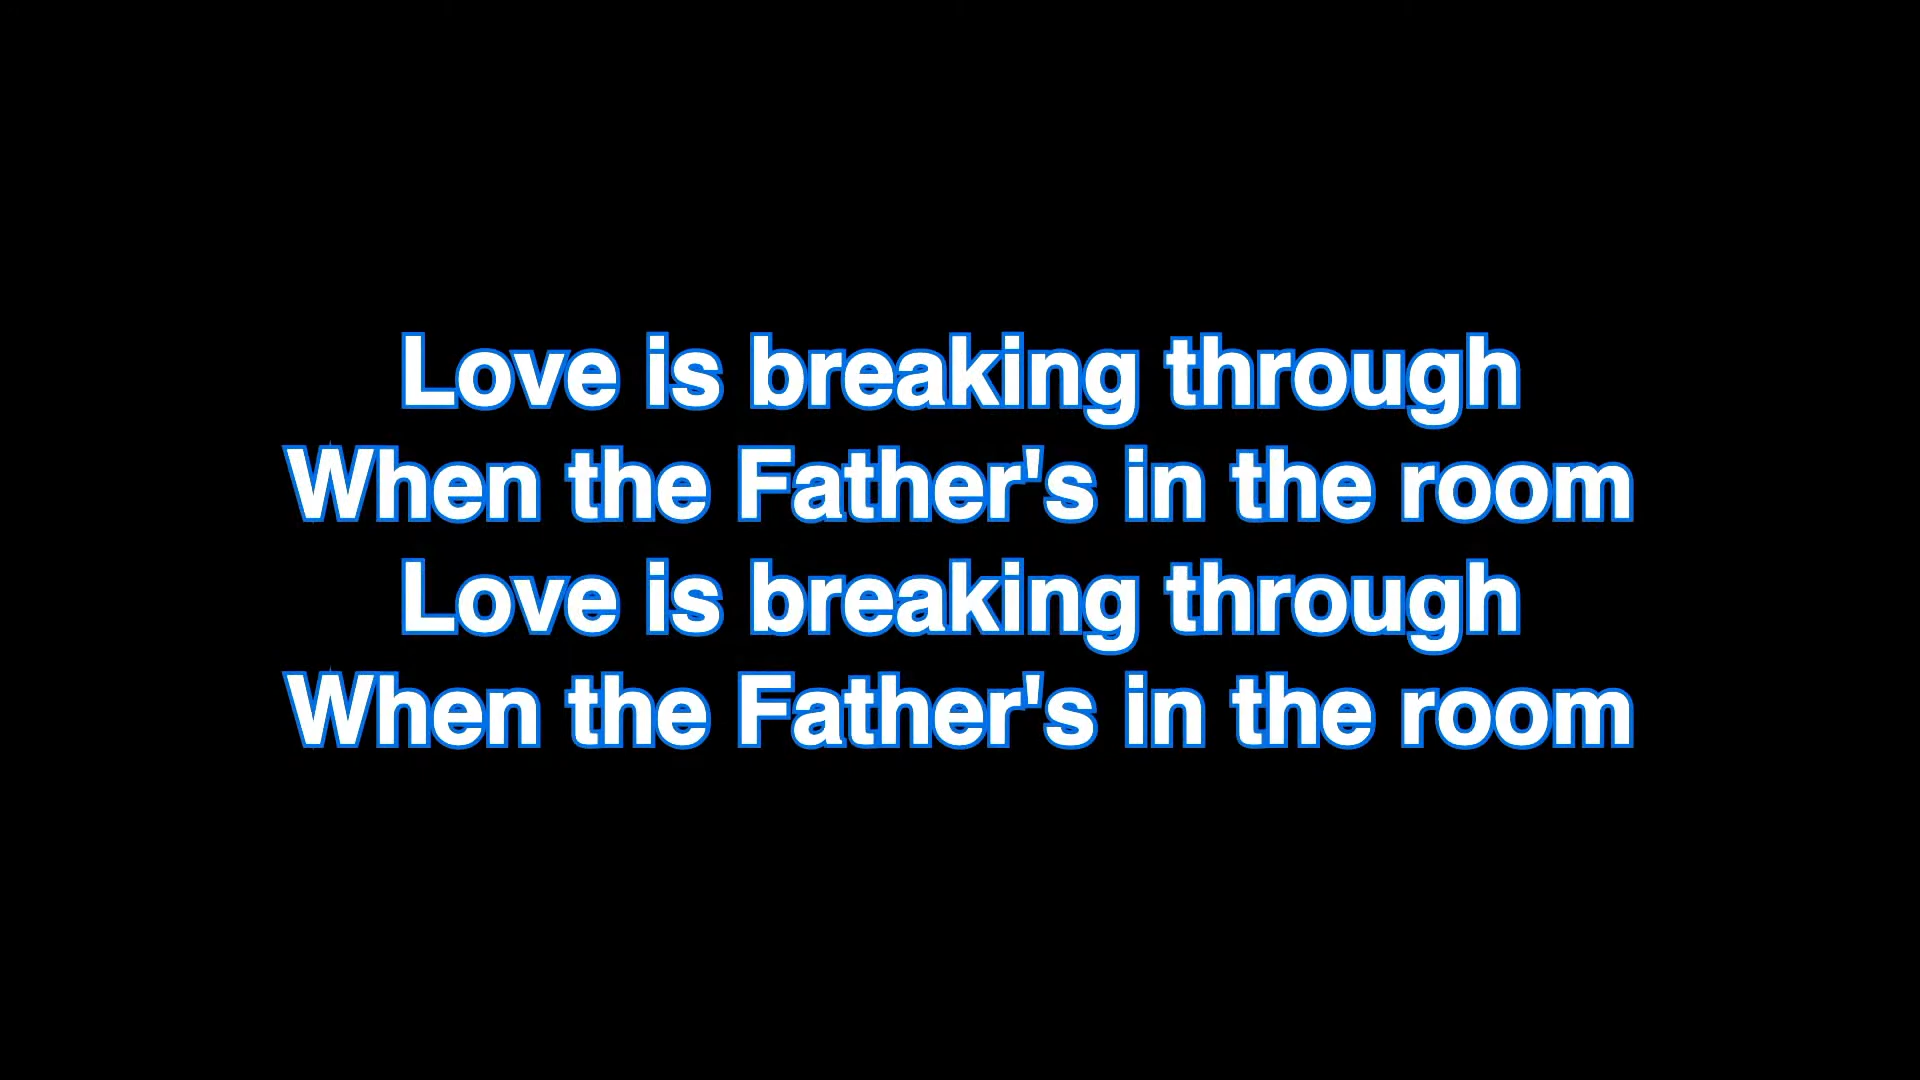 Love is breaking through
When the Father's in the room
Love is breaking through
When the Father's in the room